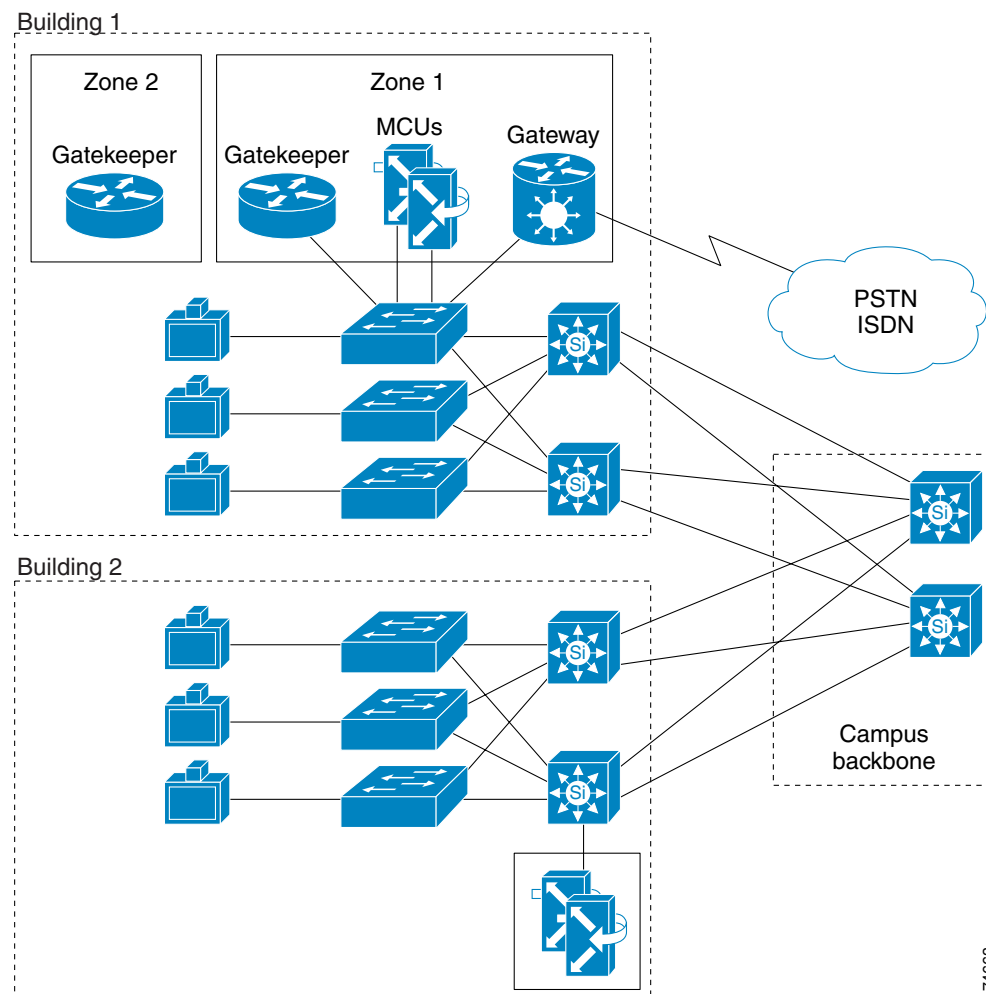 Building 1
Zone 2
Zone 1
MCUs
Gatekeeper
Gatekeeper
Gateway
PSTN
ISDN
Si
Si
Si
Si
Building 2
Si
Si
Campus
backbone